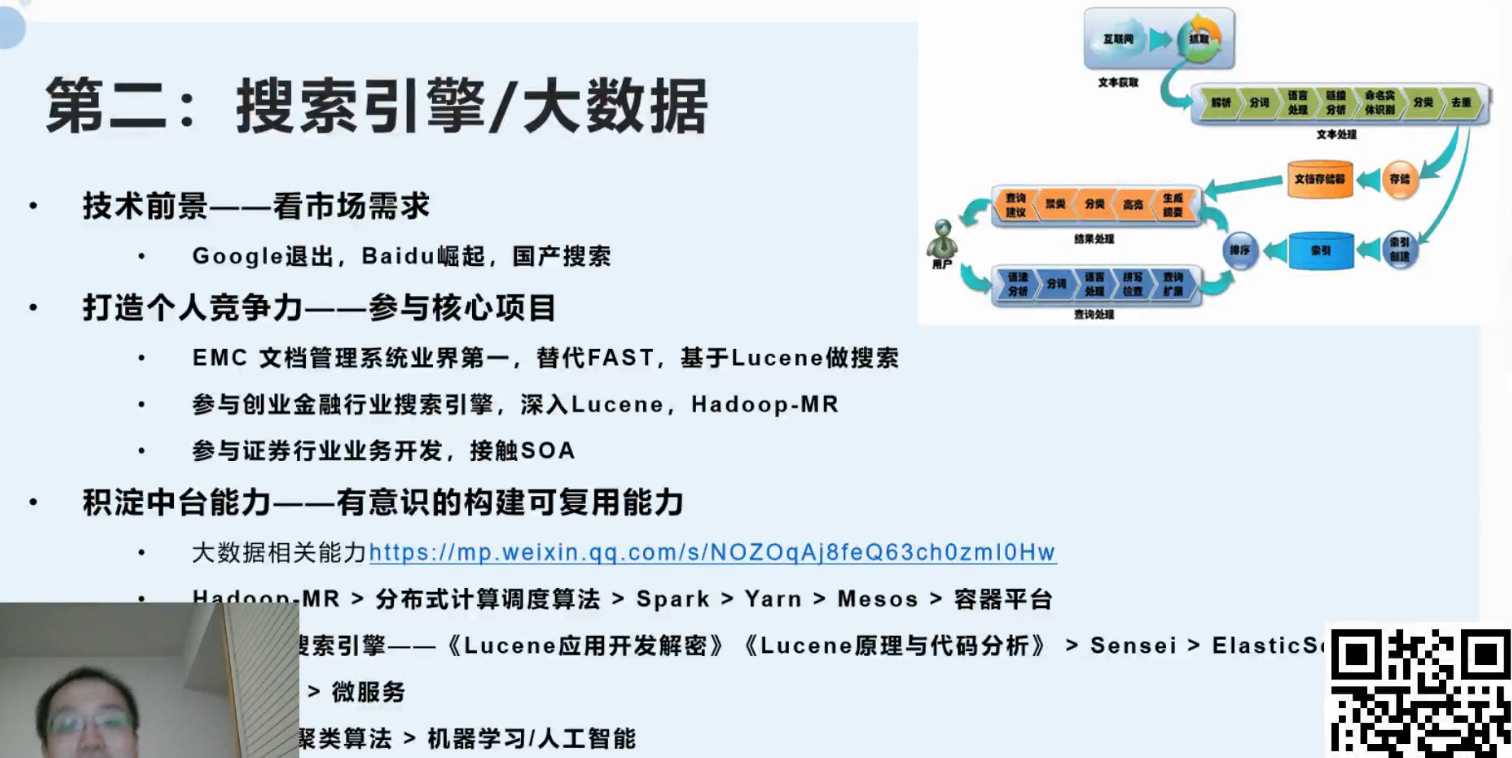 第二：搜索引擎/大数据
• 技术前景——看市场需求
• Google退出，Baidu崛起，国产搜索
• 打造个人竞争力——参与核心项目
• EMC 文档管理系统业界第一，替代FAST，基于Lucene做搜索
• 参与创业金融行业搜索引擎，深入Lucene，Hadoop-MR
• 参与证券行业业务开发，接触SOA
• 积淀中台能力——有意识的构建可复用能力
• 大数据相关能力https://mp.weixin.qq.com/s/NOZOqAj8feQ63ch0zmI0Hw
• Hadoop-MR > 分布式计算调度算法 > Spark > Yarn > Mesos > 容器平台
搜索引擎——《Lucene应用开发解密》《Lucene原理与代码分析》 > Sensei > ElasticSe
> 微服务
聚类算法 > 机器学习/人工智能
互联网 抓取
文本获取
解析 分词 语言处理 链接分析 命名实体识别 分类 去重
文本处理
文档存储器 存储
查询建议 聚类 分类 高亮 生成摘要
结果处理
用户
排序 索引 索引创建
语法分析 分词 语言处理 拼写检查 查询扩展
查询处理